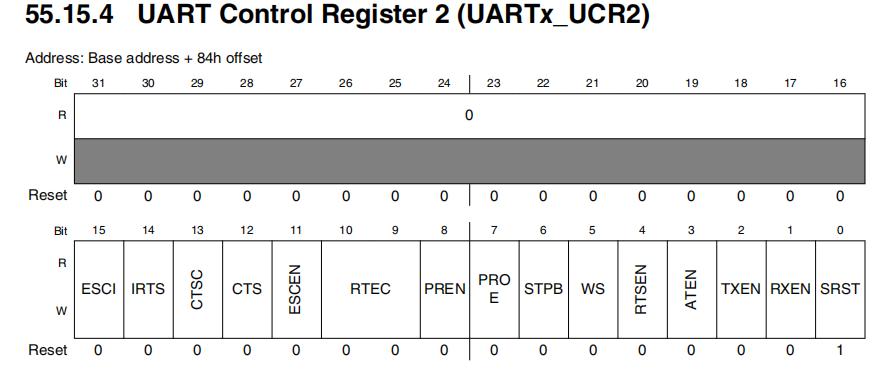 55.15.4 UART Control Register 2 (UARTx_UCR2)
Address: Base address + 84h offset
Bit 31 30 29 28 27 26 25 24 23 22 21 20 19 18 17 16
R 0
W
Reset 0 0 0 0 0 0 0 0 0 0 0 0 0 0 0 0
Bit 15 14 13 12 11 10 9 8 7 6 5 4 3 2 1 0
R
ESCI IRTS CTSC CTS ESCEN RTEC PREN PRO STPB WS RTSEN ATEN TXEN RXEN SRST
E
W
Reset 0 0 0 0 0 0 0 0 0 0 0 0 0 0 0 1